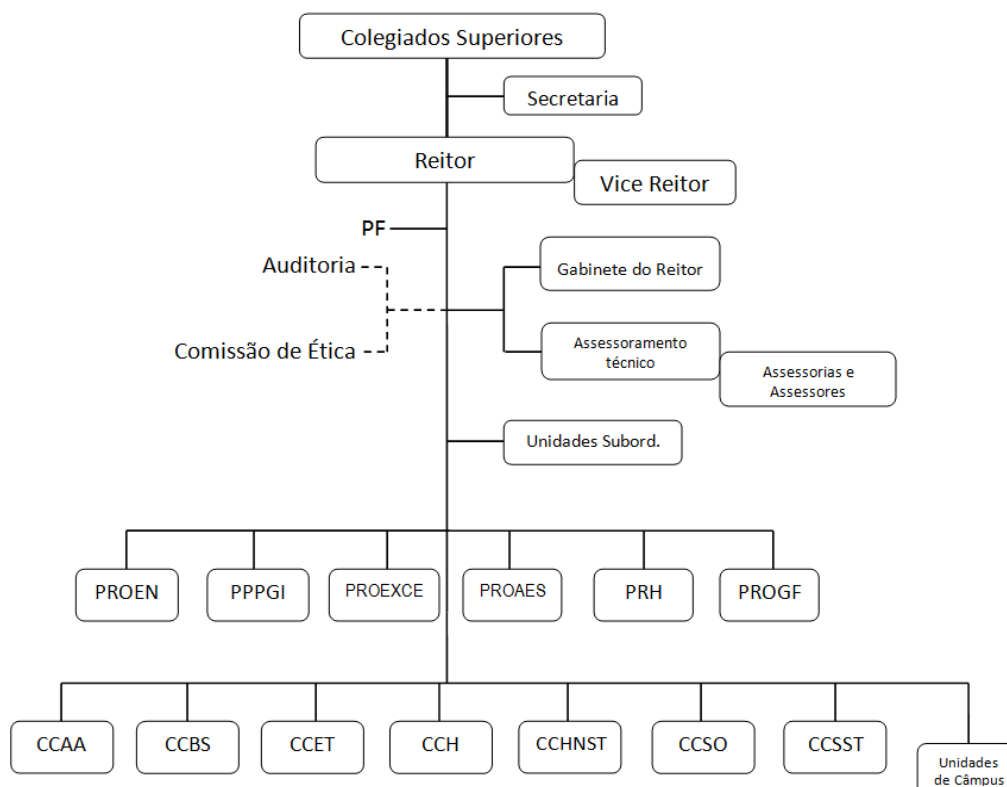 Colegiados Superiores
Secretaria
Reitor
Vice Reitor
PF
Auditoria
Gabinete do Reitor
Comissão de Ética
Assessoramento
técnico
Assessorias e
Assessores
Unidades Subord.
PROEN
PPPGI
PROEXCE
PROAES
PRH
PROGF
CCAA
CCBS
CCET
CCH
CCHNST
CCSO
CCSST
Unidades
de Câmpus